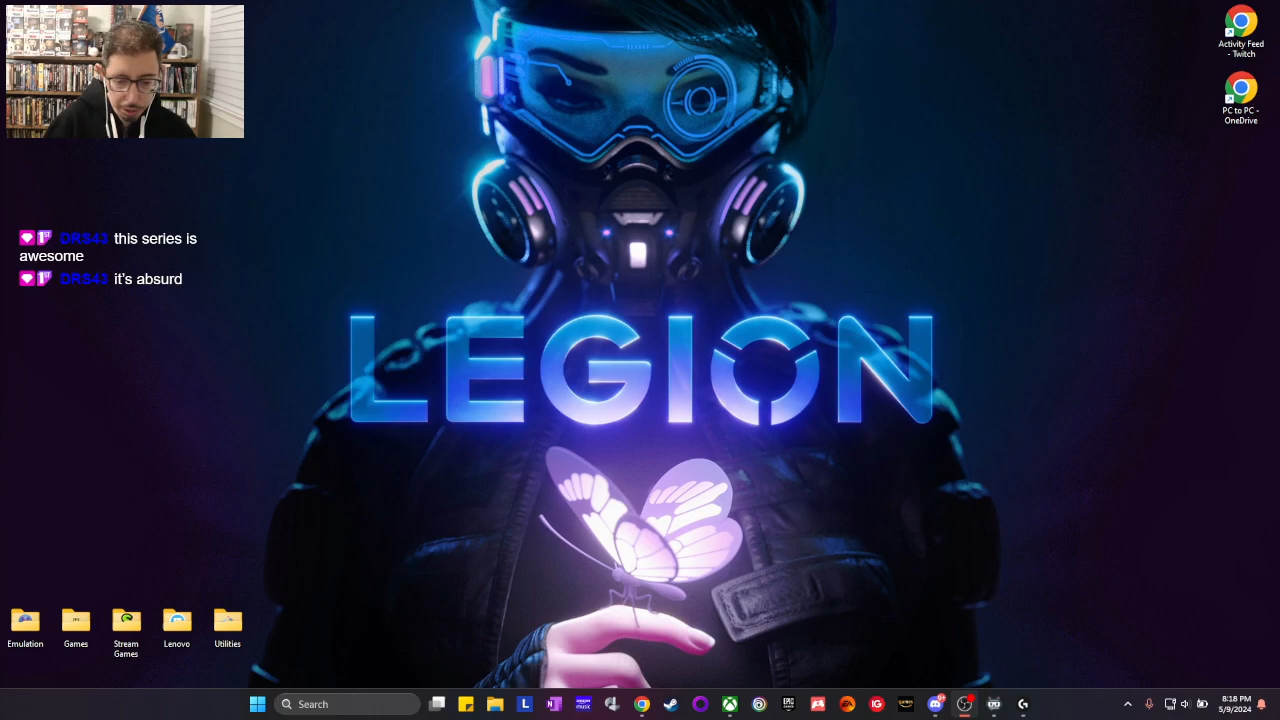 Activity Feed
- Twitch
PC to PC -
OneDrive
DRS43 this series is
awesome
DRS43 it's absurd
LEGION
Emulation
Games
Stream
Games
Lenovo
Utilities
Search
8:18 PM
5/9/2024